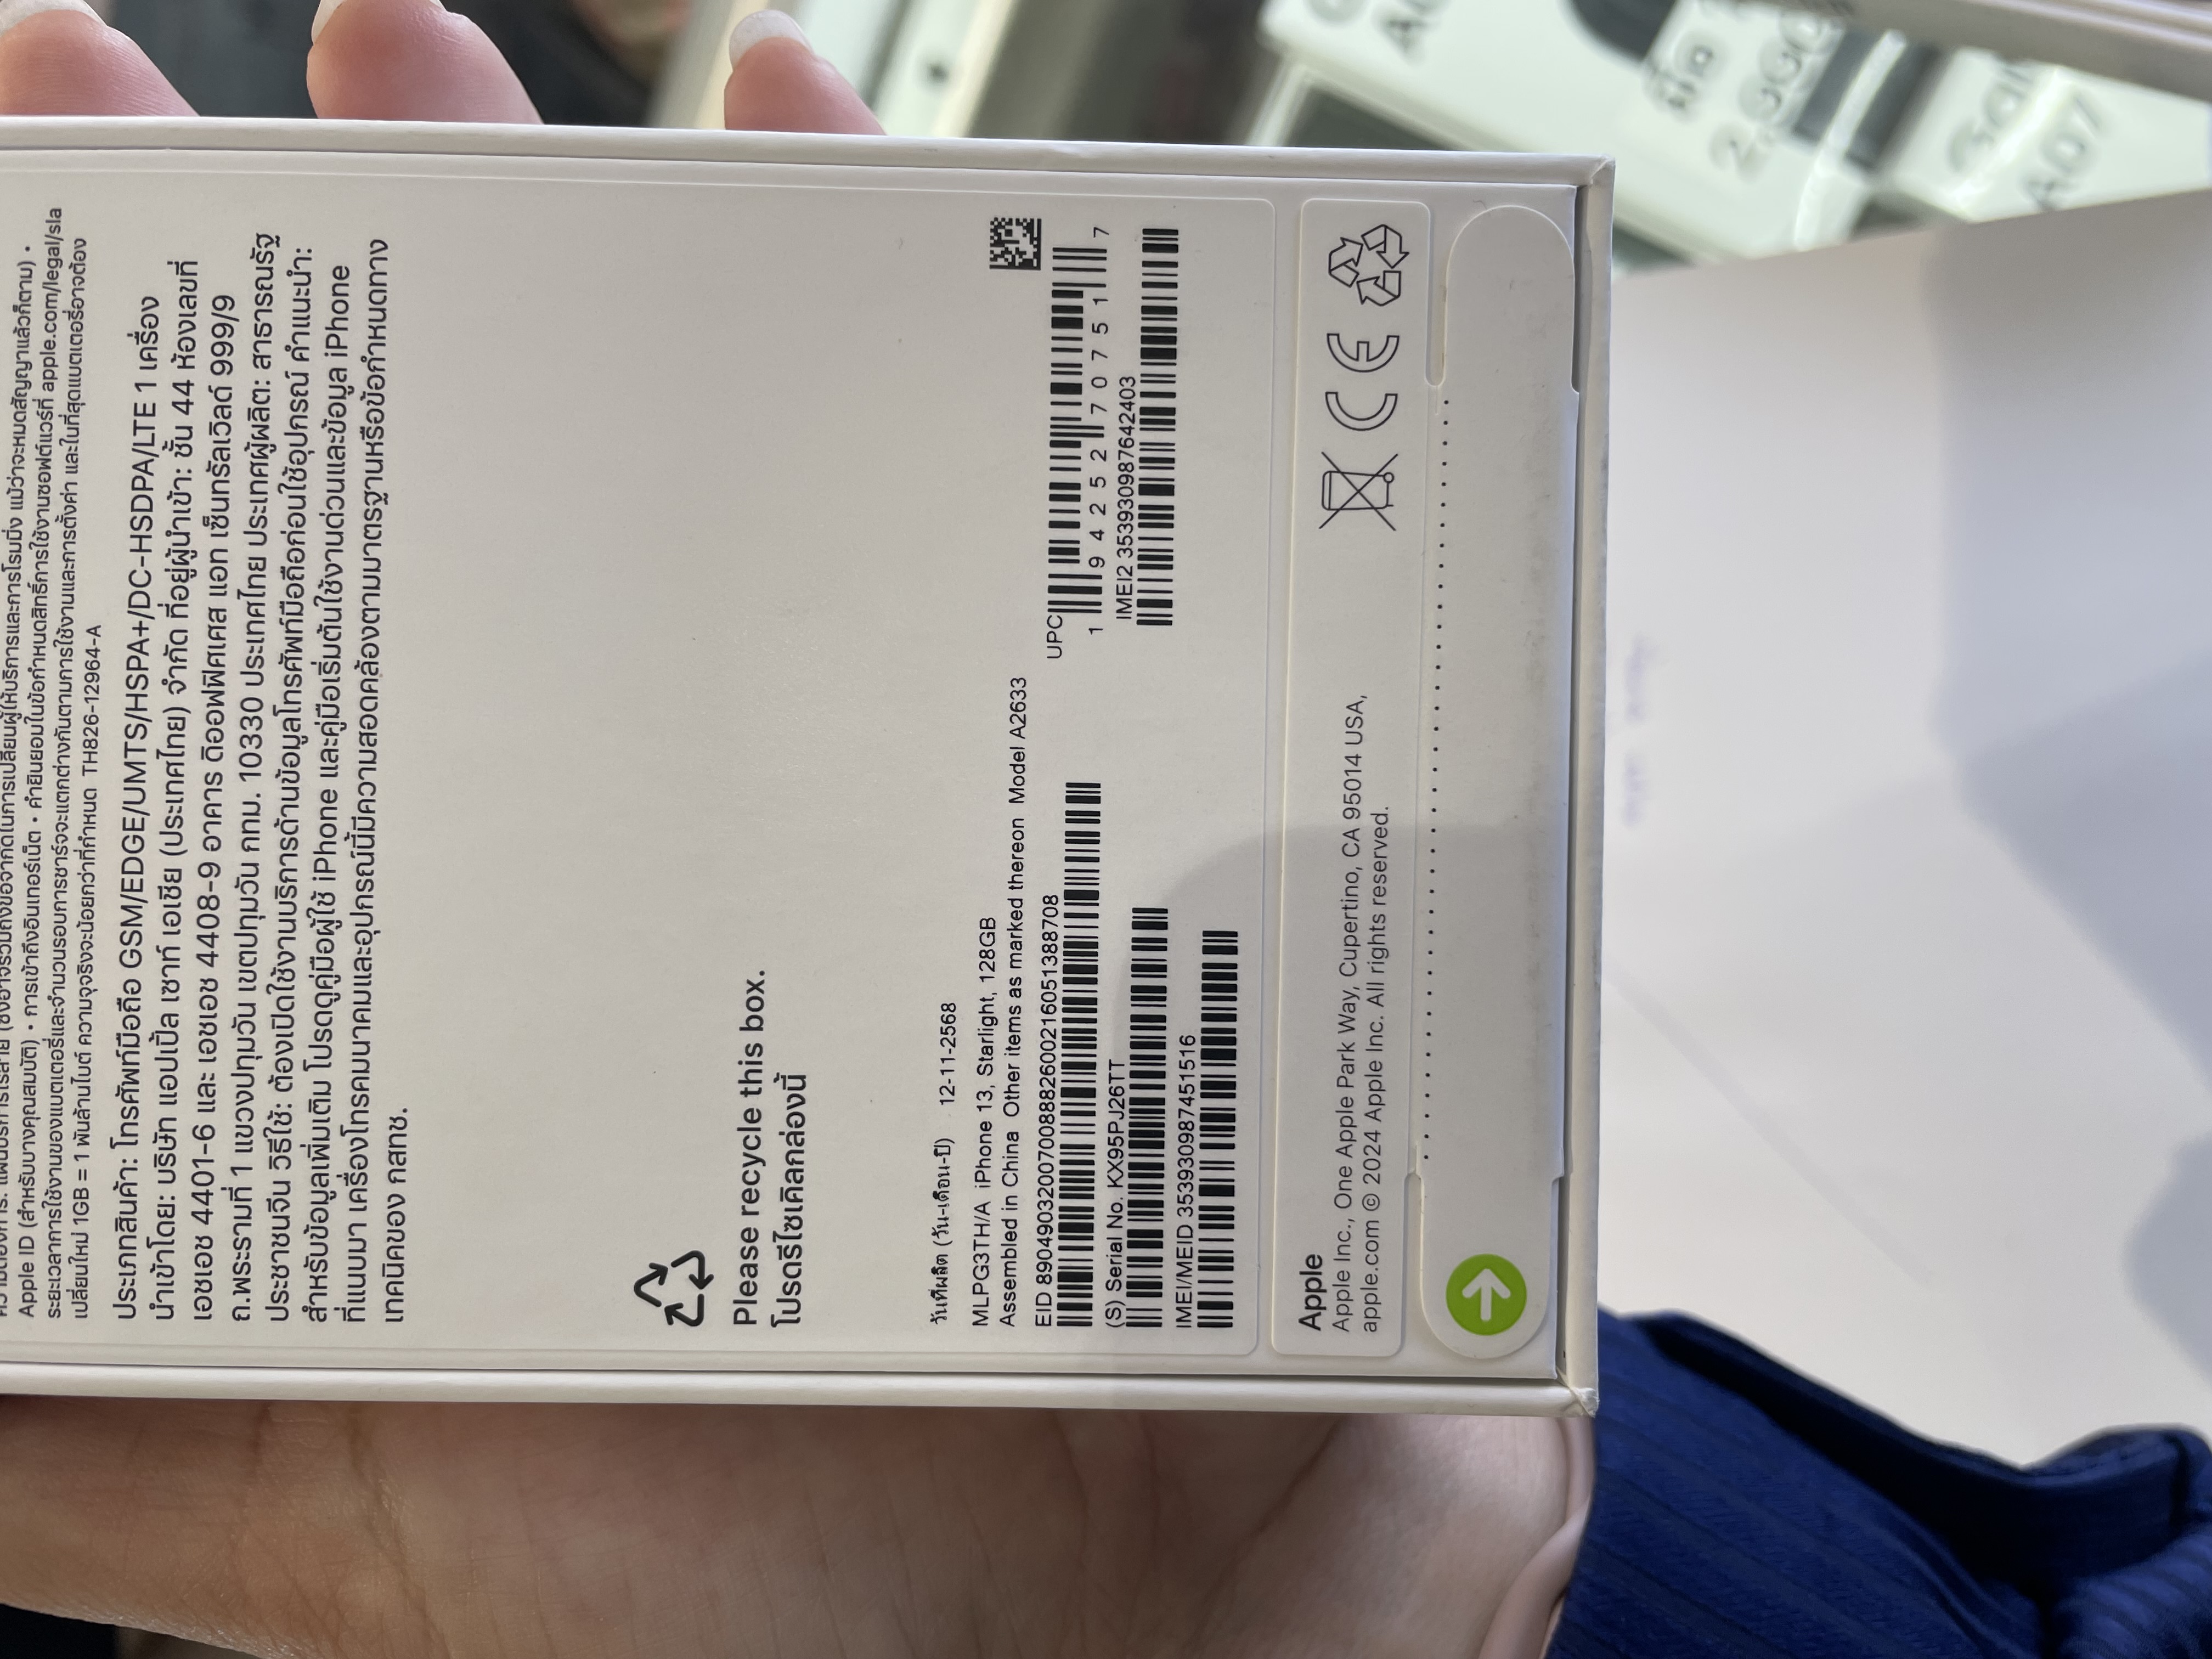 Apple ID (สำหรับบางคุณสมบัติ) • การเข้าถึงอินเทอร์เน็ต • คำยินยอมในข้อกำหนดสิทธิ์การใช้งานซอฟต์แวร์ที่ apple.com/legal/sla
ระยะเวลาการใช้งานของแบตเตอรี่และจำนวนรอบการชาร์จจะแตกต่างกันตามการใช้งานและการตั้งค่า และในที่สุดแบตเตอรี่อาจต้อง
เปลี่ยนใหม่ 1GB = 1 พันล้านไบต์ ความจุจริงจะน้อยกว่าที่กำหนด TH826-12964-A
ประเภทสินค้า: โทรศัพท์มือถือ GSM/EDGE/UMTS/HSPA+/DC-HSDPA/LTE 1 เครื่อง
นำเข้าโดย: บริษัท แอปเปิ้ล เซาท์ เอเชีย (ประเทศไทย) จำกัด ที่อยู่ผู้นำเข้า: ชั้น 44 ห้องเลขที่
เอชเอช 4401-6 และ เอชเอช 4408-9 อาคาร ดิออฟฟิศเศส แอท เซ็นทรัลเวิลด์ 999/9
ถ.พระรามที่ 1 แขวงปทุมวัน เขตปทุมวัน กทม. 10330 ประเทศไทย ประเทศผู้ผลิต: สาธารณรัฐ
ประชาชนจีน วิธีใช้: ต้องเปิดใช้งานบริการด้านข้อมูลโทรศัพท์มือถือก่อนใช้อุปกรณ์ คำแนะนำ:
สำหรับข้อมูลเพิ่มเติม โปรดดูคู่มือผู้ใช้ iPhone และคู่มือเริ่มต้นใช้งานด่วนและข้อมูล iPhone
ที่แนบมา เครื่องโทรคมนาคมและอุปกรณ์นี้มีความสอดคล้องตามมาตรฐานหรือข้อกำหนดทาง
เทคนิคของ กสทช.
Please recycle this box.
โปรดรีไซเคิลกล่องนี้
วันที่ผลิต (วัน-เดือน-ปี) 12-11-2568
MLPG3TH/A iPhone 13, Starlight, 128GB
Assembled in China Other items as marked thereon Model A2633
EID 89049032007008882600216051388708
(S) Serial No. KX95PJ26TT
IMEI/MEID 353930987451516
UPC
1 94252 70751 7
IMEI2 353930987642403
Apple
Apple Inc., One Apple Park Way, Cupertino, CA 95014 USA,
apple.com © 2024 Apple Inc. All rights reserved.
CE
A07